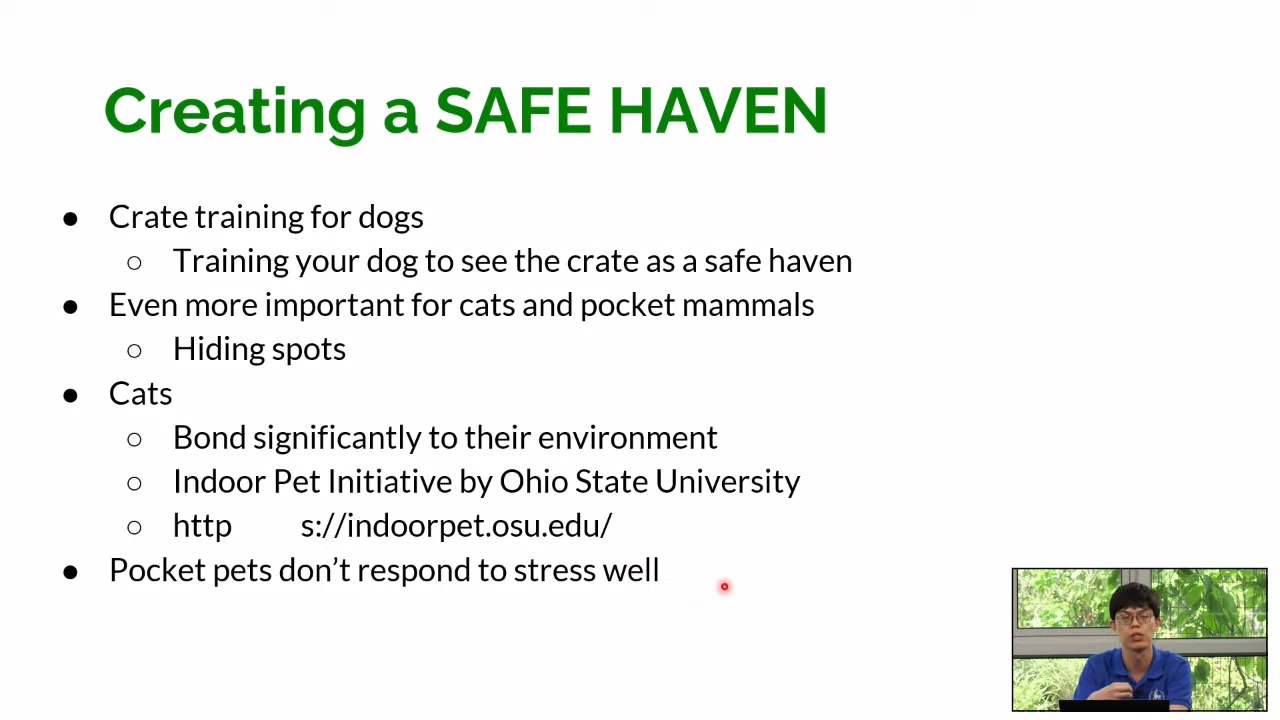 Creating a SAFE HAVEN
● Crate training for dogs
○ Training your dog to see the crate as a safe haven
● Even more important for cats and pocket mammals
○ Hiding spots
● Cats
○ Bond significantly to their environment
○ Indoor Pet Initiative by Ohio State University
○ http s://indoorpet.osu.edu/
● Pocket pets don’t respond to stress well